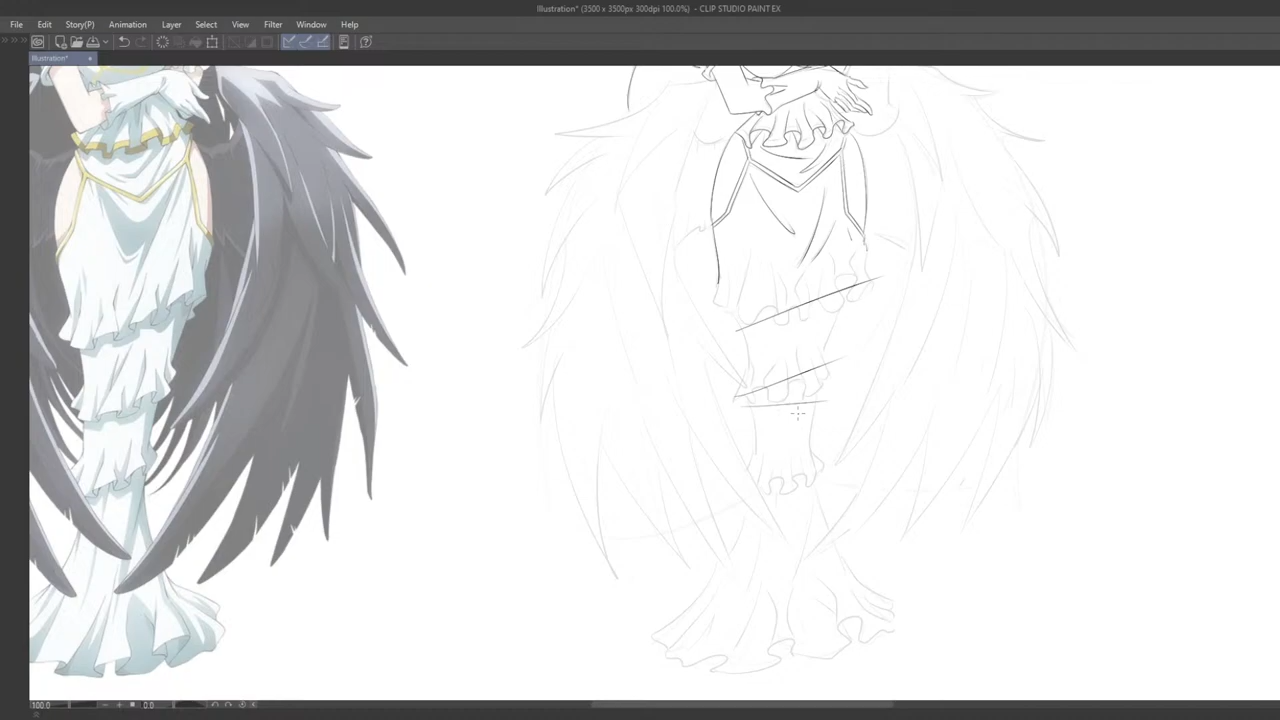 Illustration* (3500 x 3500px 300dpi 100.0%) - CLIP STUDIO PAINT EX
File Edit Story(P) Animation Layer Select View Filter Window Help
Illustration*
100.0 0.0